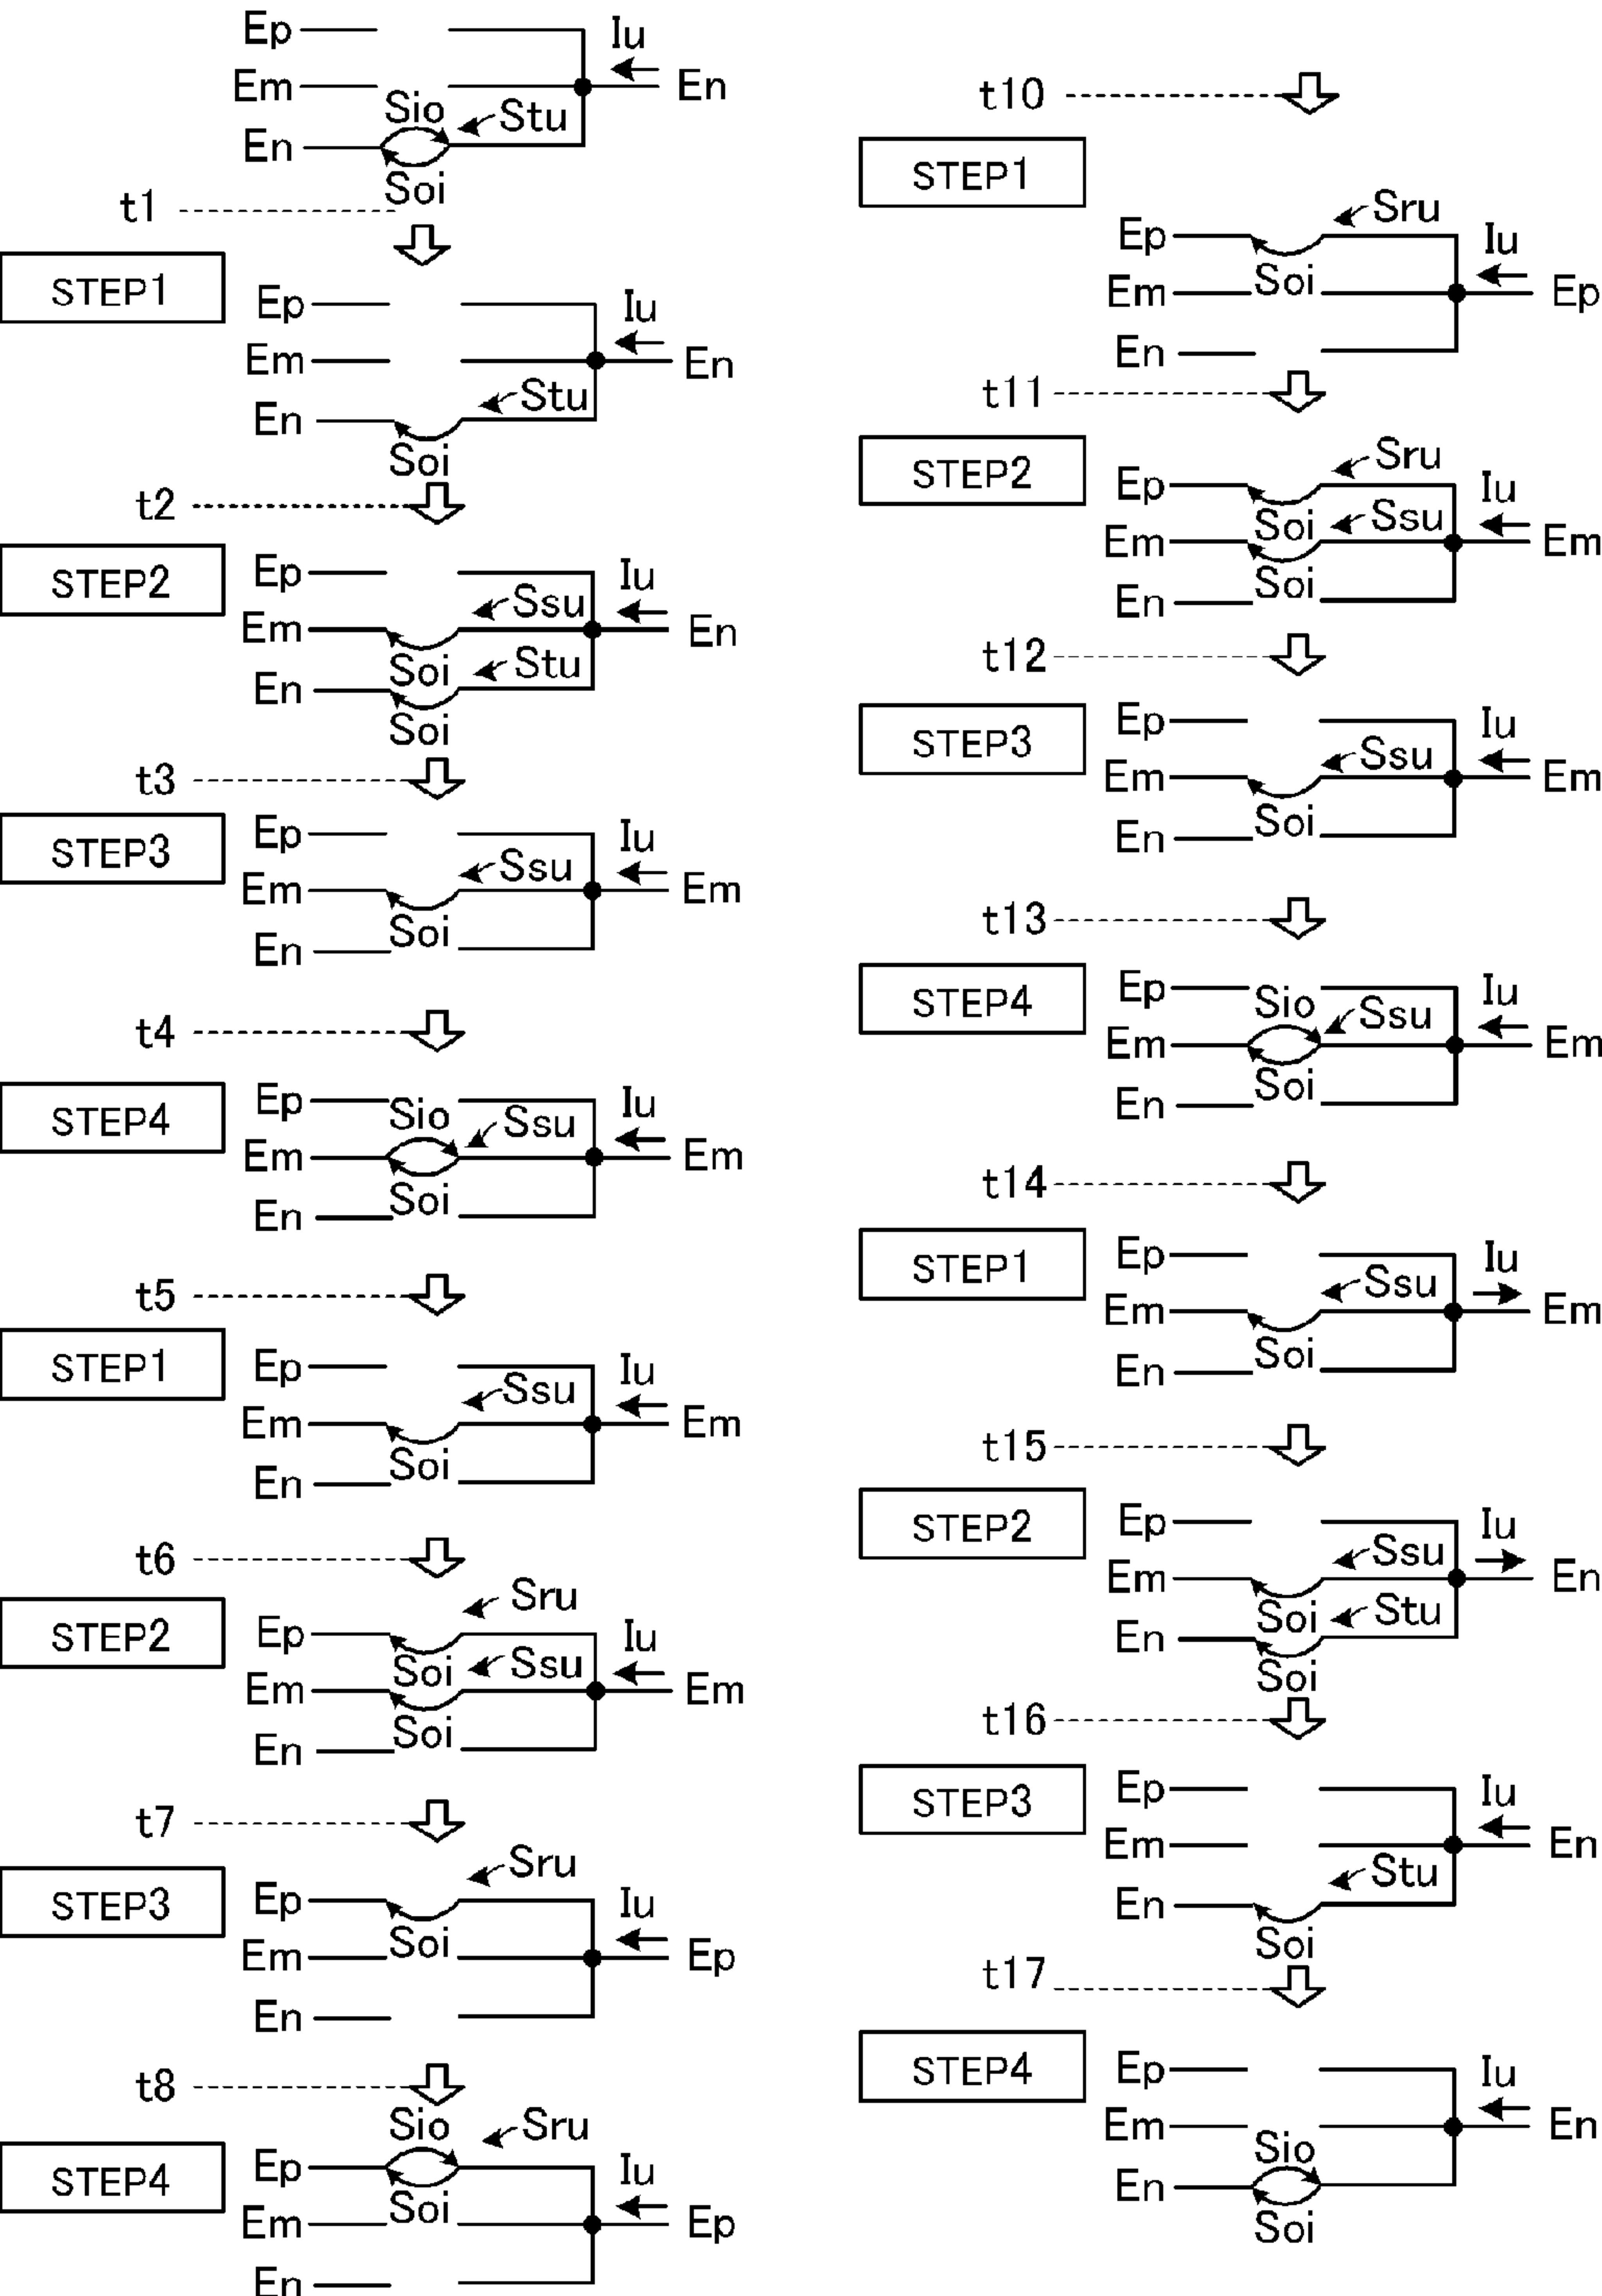 Ep
Iu
Em
En
Sio
Stu
En
Soi
t1
STEP1
Ep
Iu
Em
En
Stu
En
Soi
t2
STEP2
Ep
Iu
Ssu
Em
En
Soi
Stu
En
Soi
t3
STEP3
Ep
Iu
Ssu
Em
Em
Soi
En
t4
STEP4
Ep
Sio
Iu
Ssu
Em
Em
Soi
En
t5
STEP1
Ep
Iu
Ssu
Em
Em
Soi
En
t6
STEP2
Sru
Ep
Iu
Soi
Ssu
Em
Em
Soi
En
t7
STEP3
Sru
Ep
Iu
Soi
Em
Ep
En
t8
STEP4
Sio
Sru
Ep
Iu
Soi
Em
Ep
En
t10
STEP1
Sru
Ep
Iu
Soi
Em
Ep
En
t11
STEP2
Sru
Ep
Iu
Soi
Ssu
Em
Em
Soi
En
t12
STEP3
Ep
Iu
Ssu
Em
Em
Soi
En
t13
STEP4
Ep
Sio
Iu
Ssu
Em
Em
Soi
En
t14
STEP1
Ep
Iu
Ssu
Em
Em
Soi
En
t15
STEP2
Ep
Iu
Ssu
Em
En
Soi
Stu
En
Soi
t16
STEP3
Ep
Iu
Em
En
Stu
En
Soi
t17
STEP4
Ep
Iu
Em
En
Sio
En
Soi